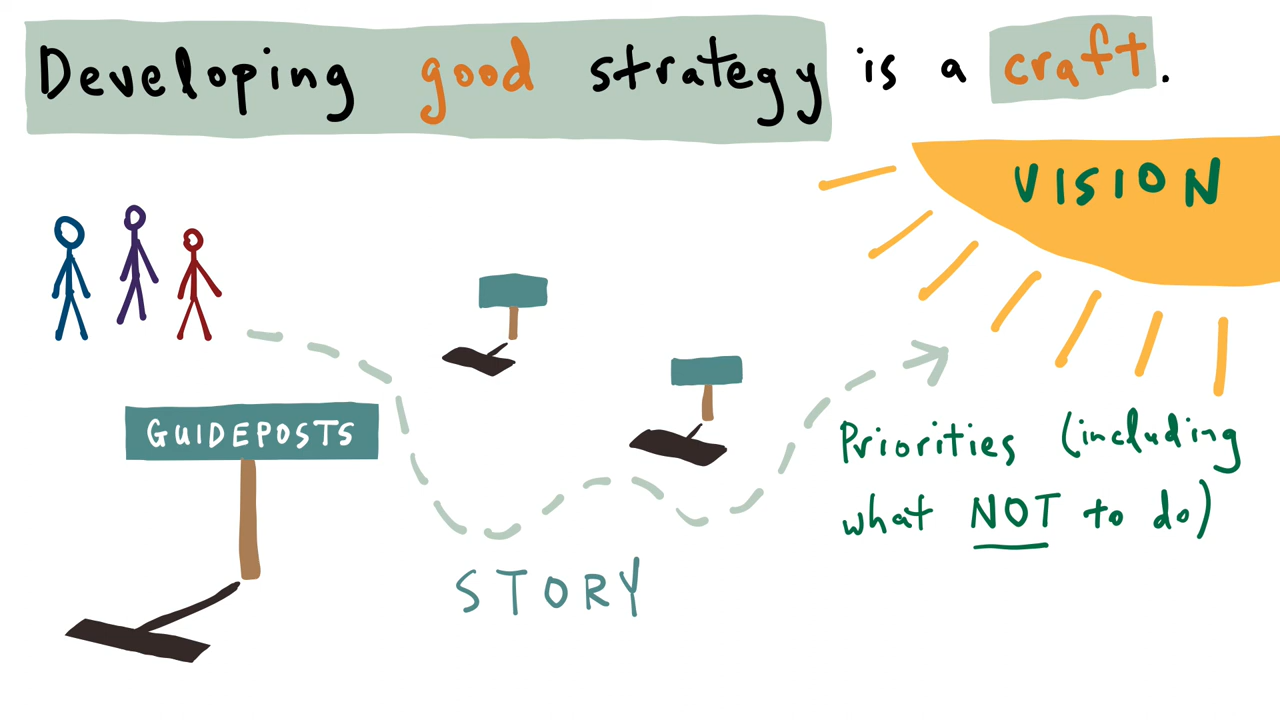 Developing good strategy is a craft.
VISION
GUIDEPOSTS
Priorities (including
what NOT to do)
STORY